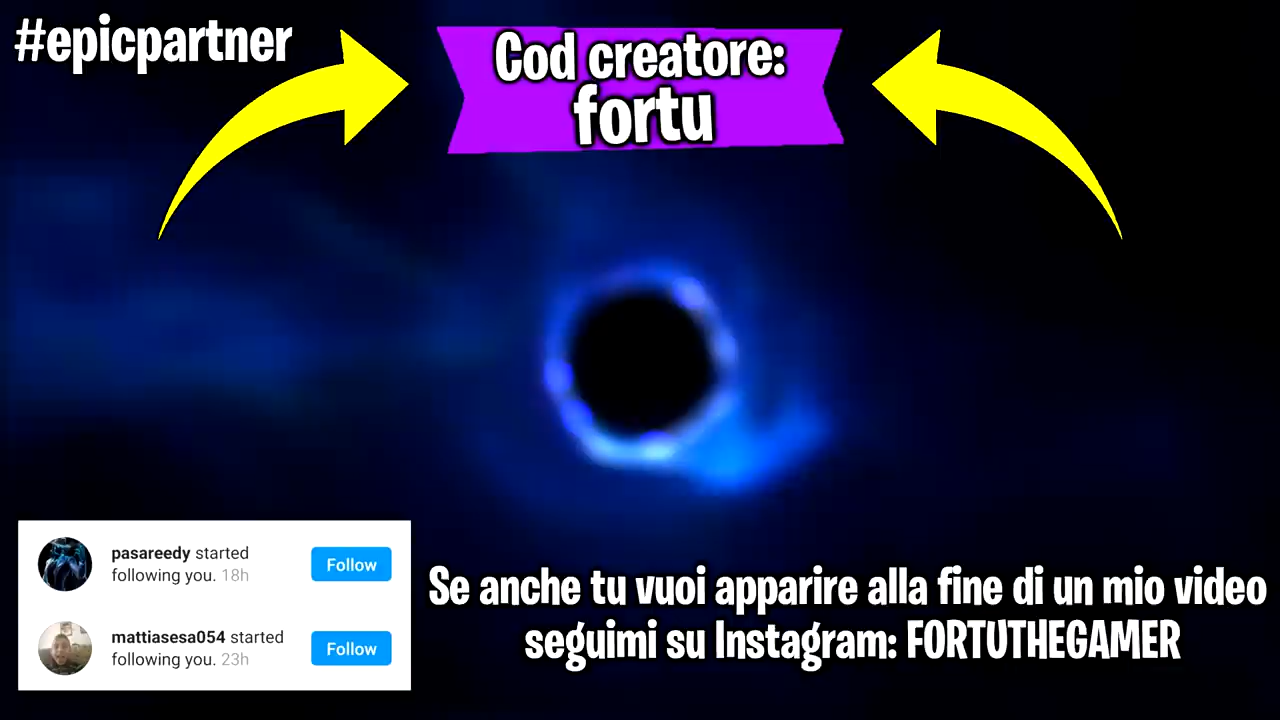 #epicpartner
Cod creatore:
fortu
pasareedy started
following you. 18h
Follow
mattiasesa054 started
following you. 23h
Follow
Se anche tu vuoi apparire alla fine di un mio video
seguimi su Instagram: FORTUTHEGAMER